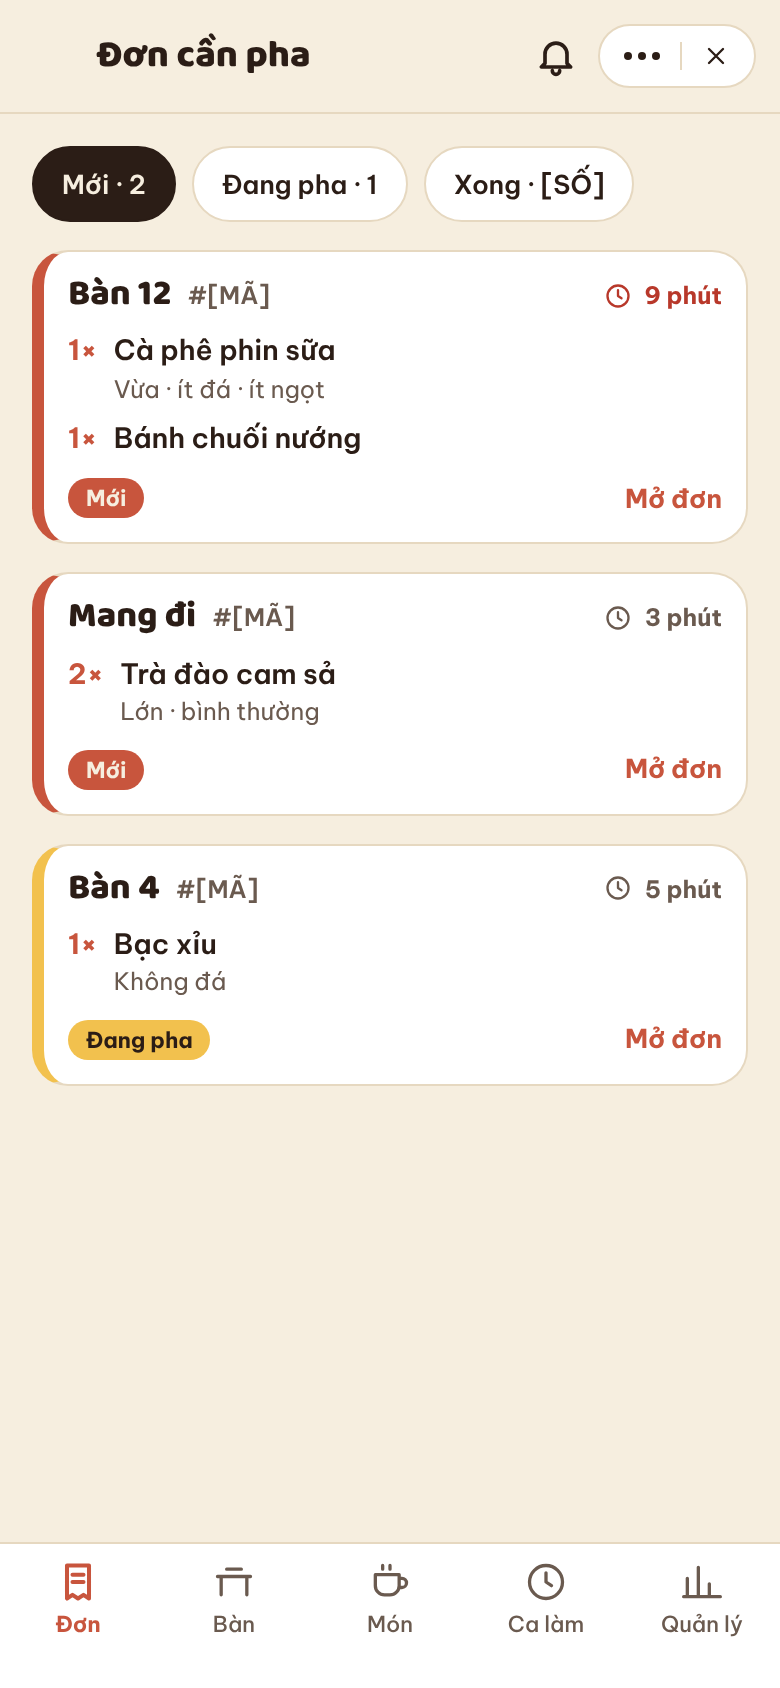 Đơn cần pha
Mới · 2
Đang pha · 1
Xong · [SỐ]
Bàn 12 #[MÃ] 9 phút
1× Cà phê phin sữa
Vừa · ít đá · ít ngọt
1× Bánh chuối nướng
Mới Mở đơn
Mang đi #[MÃ] 3 phút
2× Trà đào cam sả
Lớn · bình thường
Mới Mở đơn
Bàn 4 #[MÃ] 5 phút
1× Bạc xỉu
Không đá
Đang pha Mở đơn
Đơn
Bàn
Món
Ca làm
Quản lý